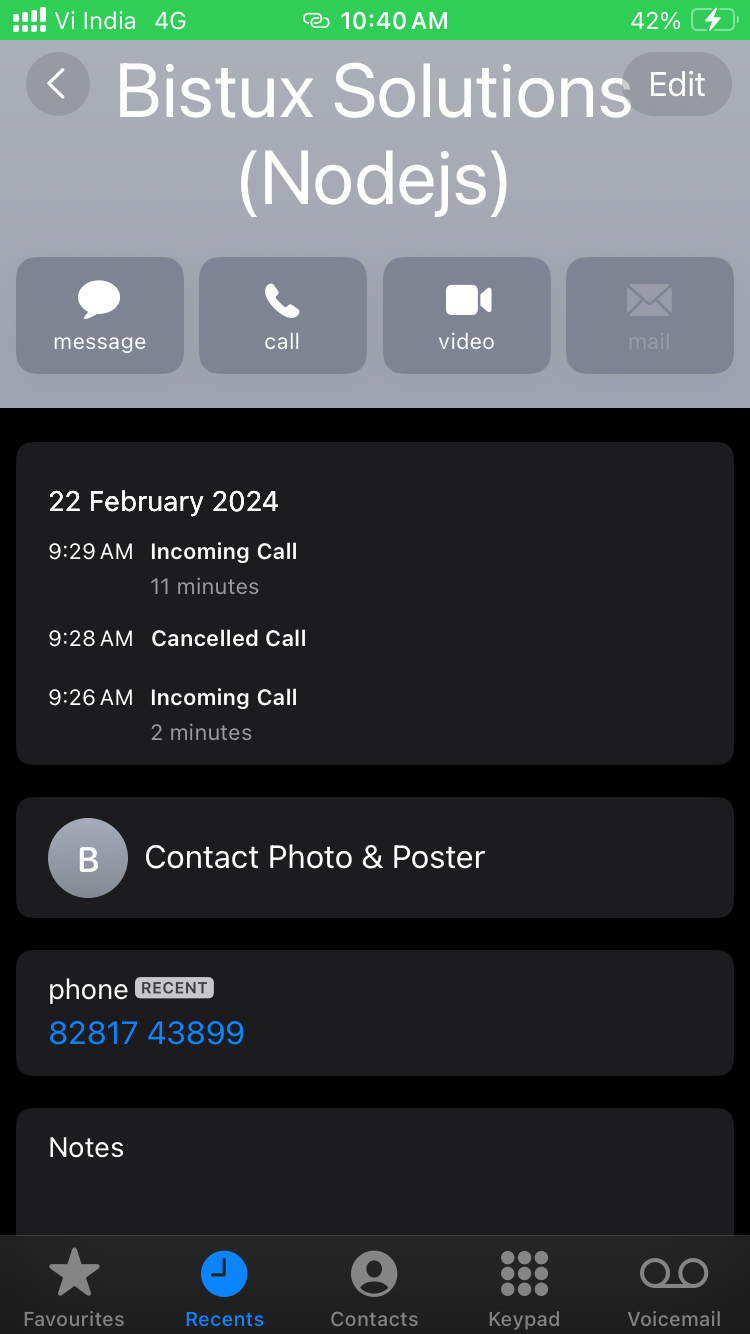 Vi India 4G 10:40 AM 42%
Bistux Solutions
Edit
(Nodejs)
message call video mail
22 February 2024
9:29 AM Incoming Call
11 minutes
9:28 AM Cancelled Call
9:26 AM Incoming Call
2 minutes
B Contact Photo & Poster
phone RECENT
82817 43899
Notes
Favourites Recents Contacts Keypad Voicemail